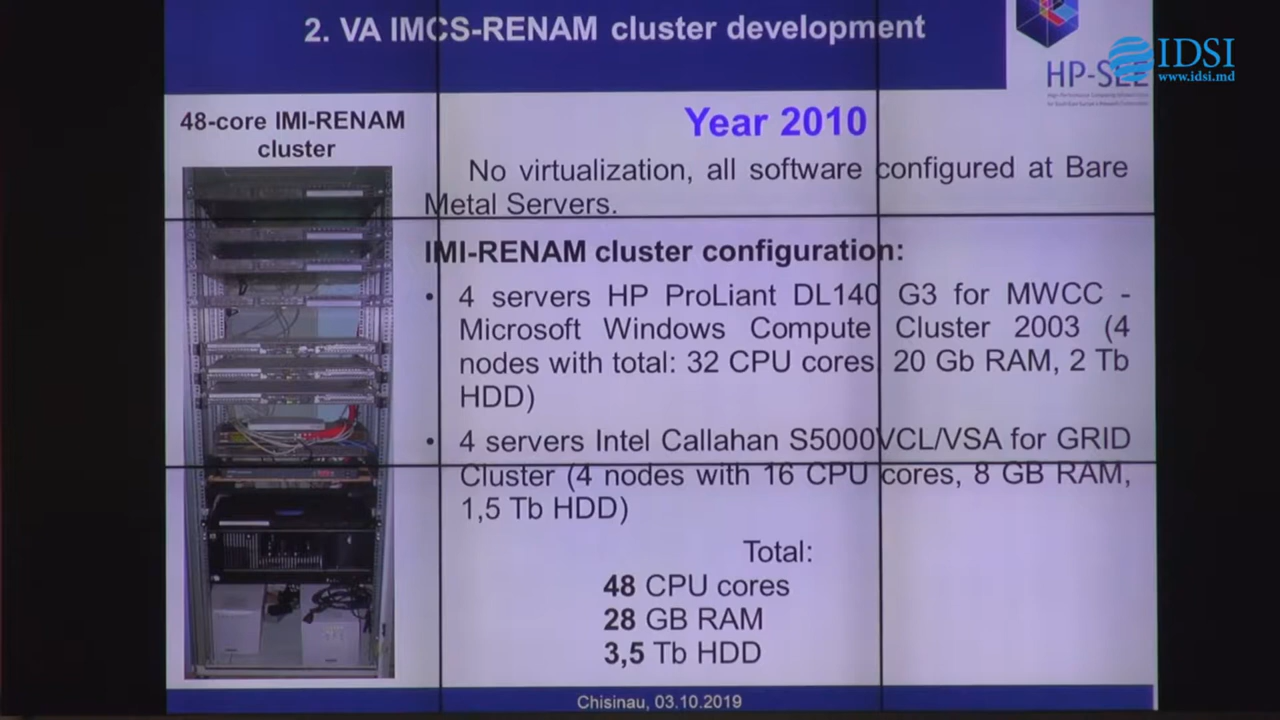 2. VA IMCS-RENAM cluster development
IDSI
www.idsi.md
HP-SEE
48-core IMI-RENAM
cluster
Year 2010
No virtualization, all software configured at Bare
Metal Servers.
IMI-RENAM cluster configuration:
• 4 servers HP ProLiant DL140 G3 for MWCC -
Microsoft Windows Compute Cluster 2003 (4
nodes with total: 32 CPU cores, 20 Gb RAM, 2 Tb
HDD)
• 4 servers Intel Callahan S5000VCL/VSA for GRID
Cluster (4 nodes with 16 CPU cores, 8 GB RAM,
1,5 Tb HDD)
Total:
48 CPU cores
28 GB RAM
3,5 Tb HDD
Chisinau, 03.10.2019